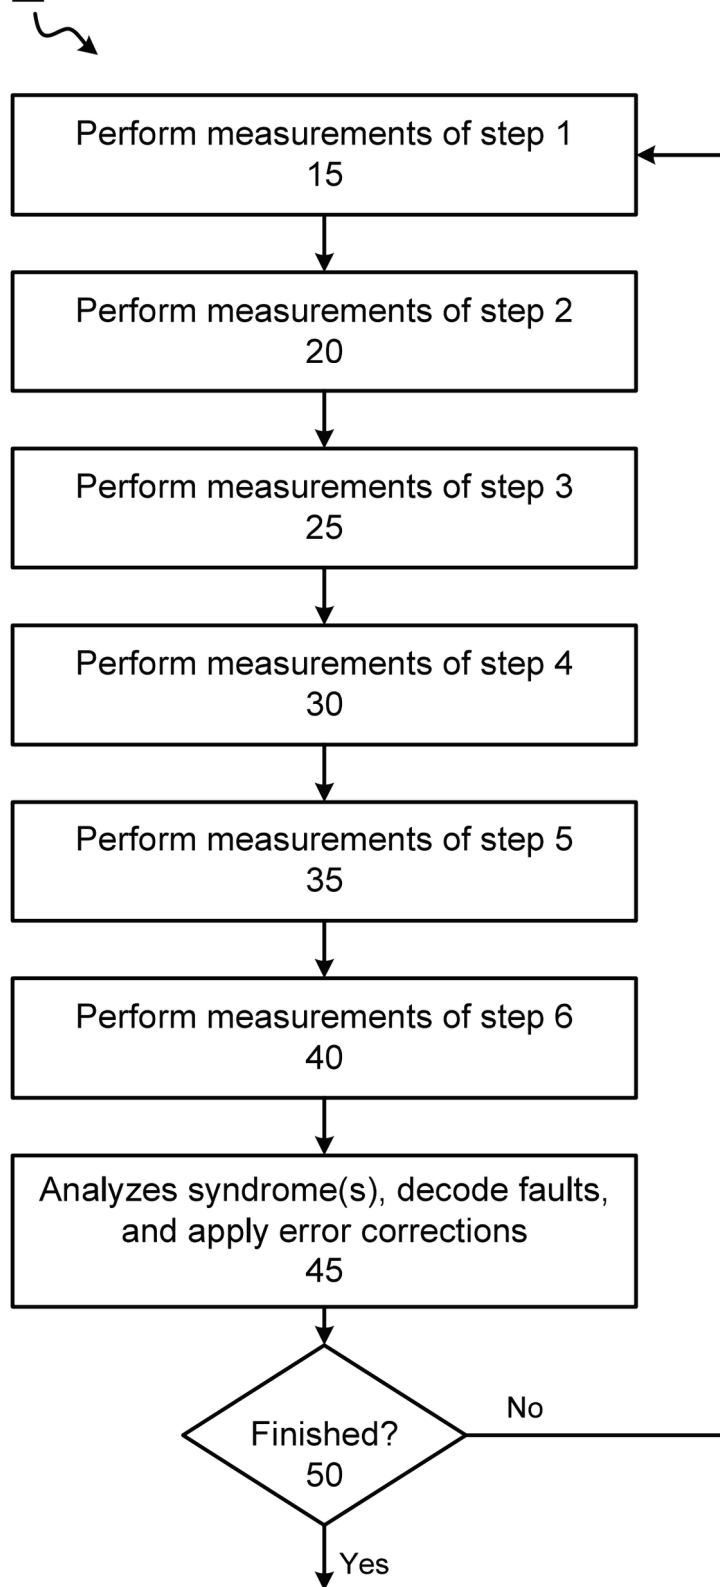 Perform measurements of step 1
15
Perform measurements of step 2
20
Perform measurements of step 3
25
Perform measurements of step 4
30
Perform measurements of step 5
35
Perform measurements of step 6
40
Analyzes syndrome(s), decode faults,
and apply error corrections
45
No
Finished?
50
Yes